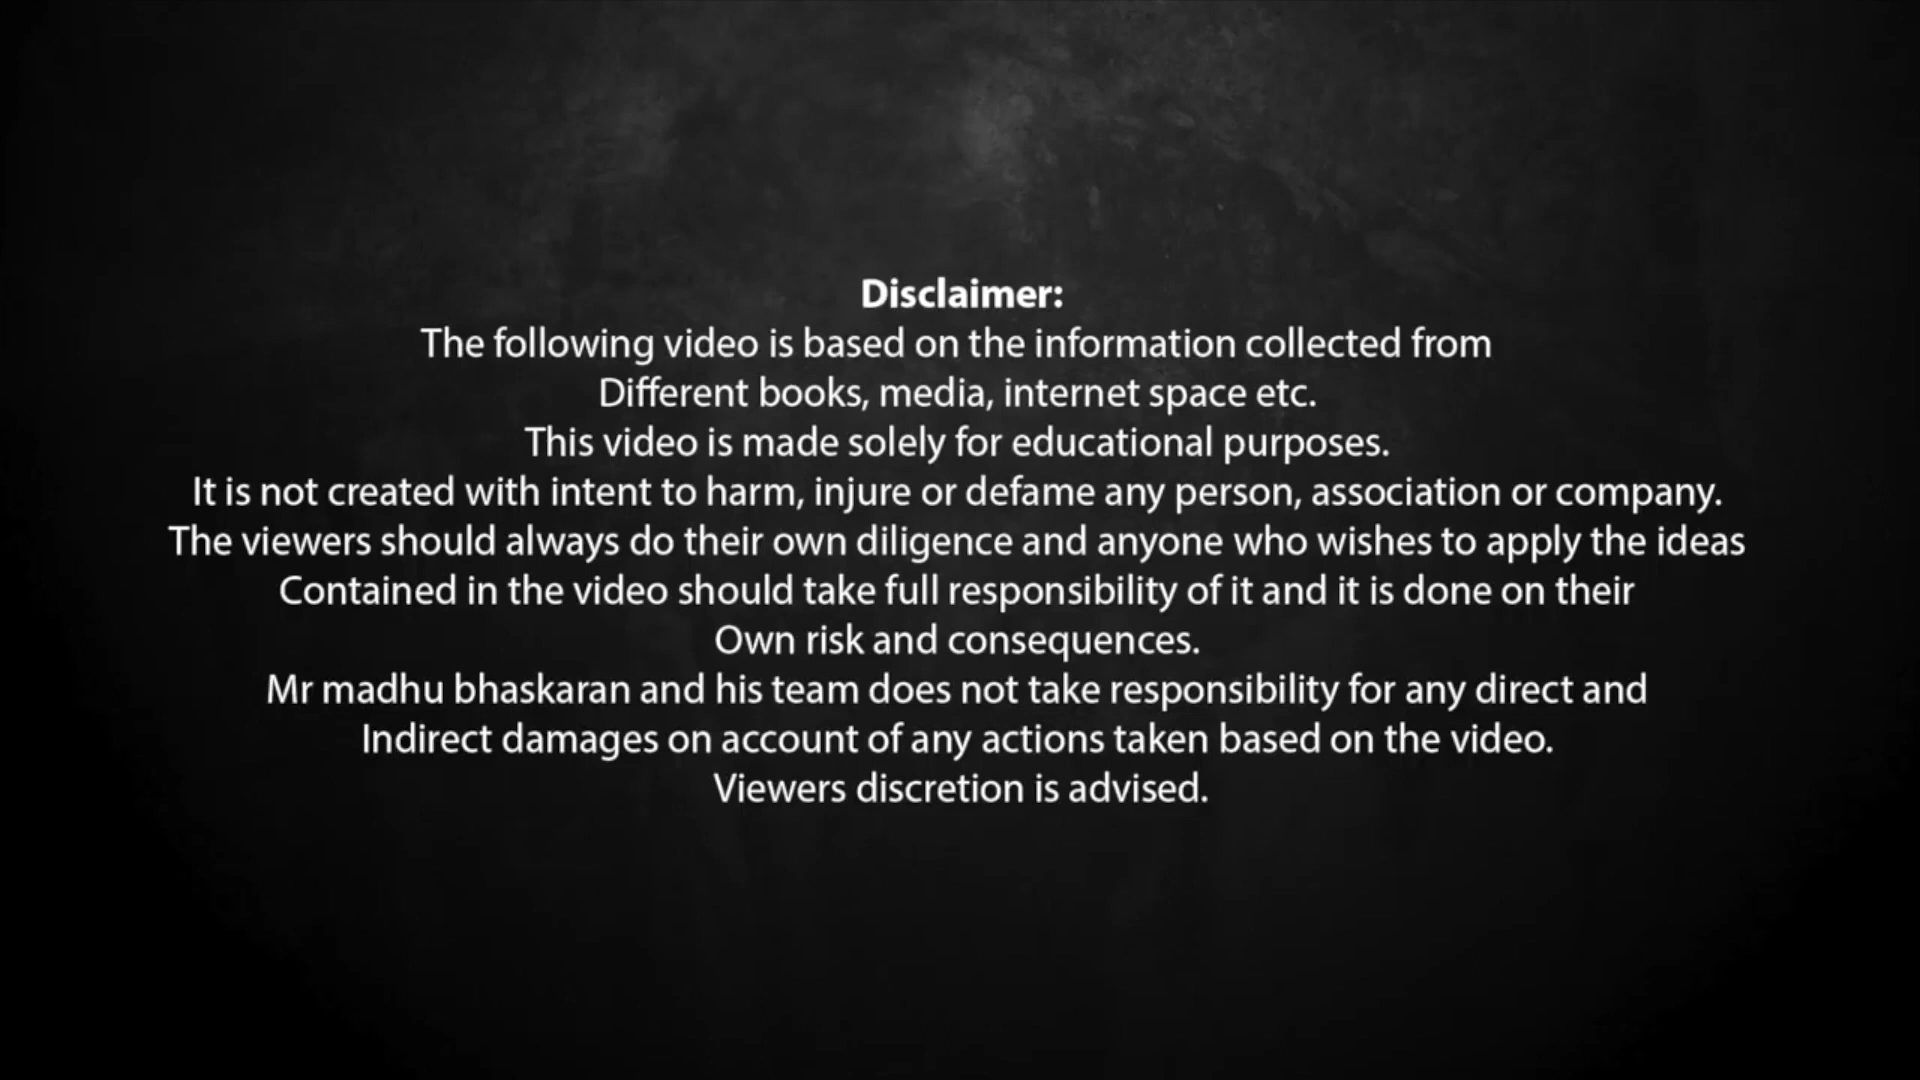 Disclaimer:
The following video is based on the information collected from
Different books, media, internet space etc.
This video is made solely for educational purposes.
It is not created with intent to harm, injure or defame any person, association or company.
The viewers should always do their own diligence and anyone who wishes to apply the ideas
Contained in the video should take full responsibility of it and it is done on their
Own risk and consequences.
Mr madhu bhaskaran and his team does not take responsibility for any direct and
Indirect damages on account of any actions taken based on the video.
Viewers discretion is advised.